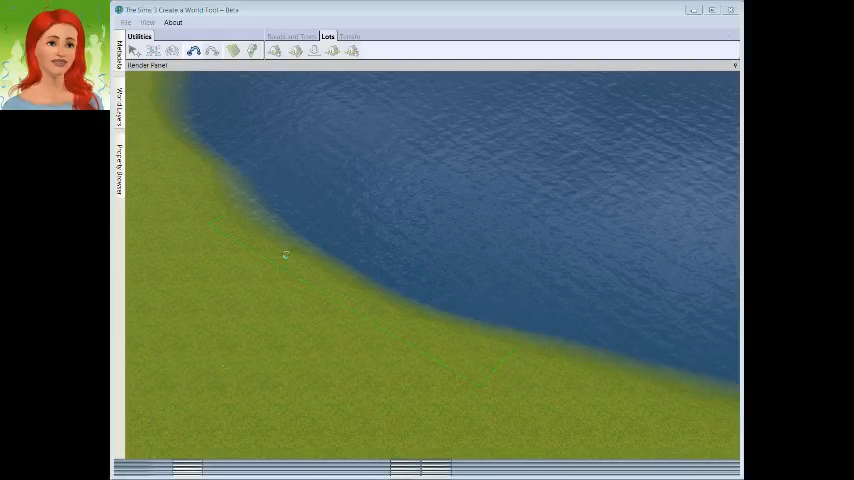 The Sims 3 Create a World Tool – Beta
File View About
Utilities
Roads and Trees Lots Terrain
Render Panel
Metadata
World Layers
Property Browser